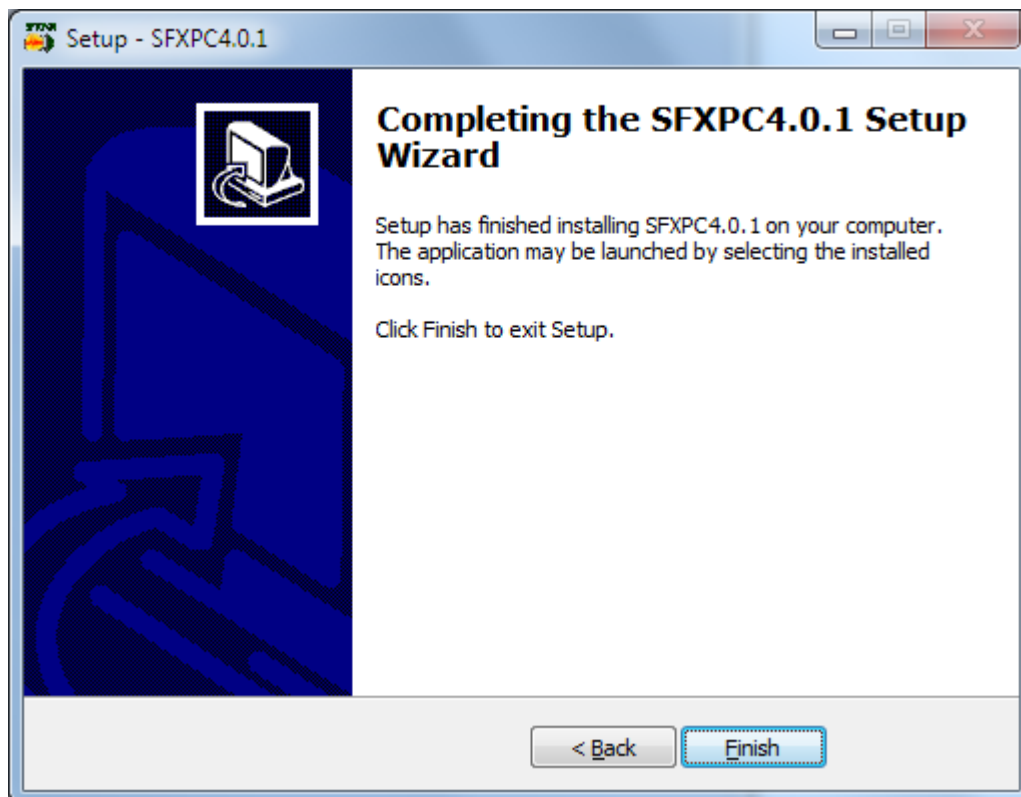 Setup - SFXPC4.0.1
Completing the SFXPC4.0.1 Setup
Wizard
Setup has finished installing SFXPC4.0.1 on your computer.
The application may be launched by selecting the installed
icons.
Click Finish to exit Setup.
< Back
Finish